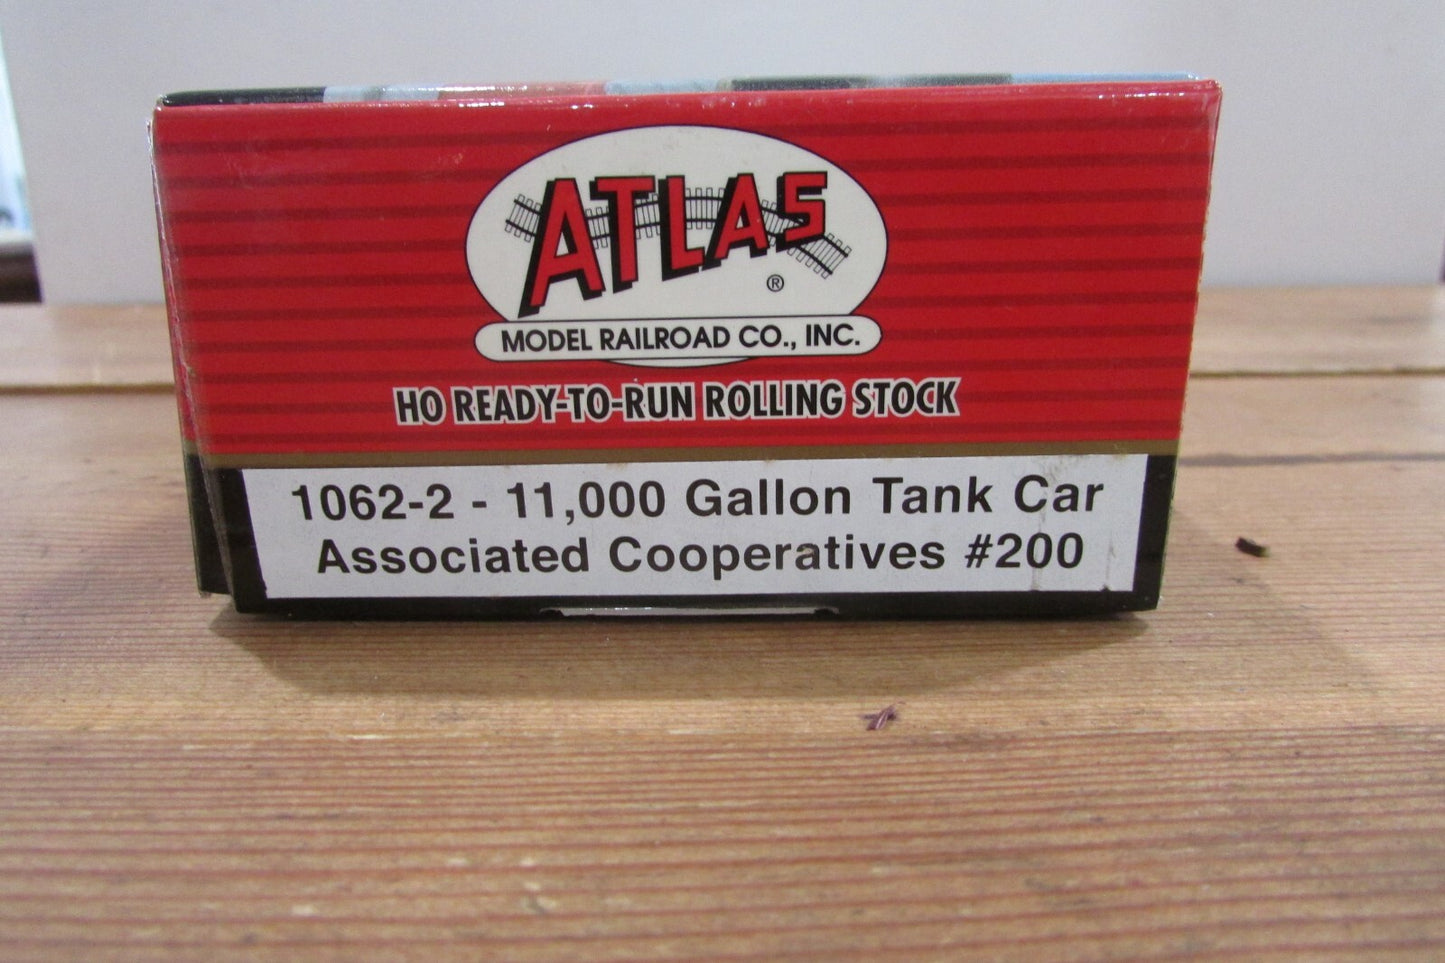 ATLAS
®
MODEL RAILROAD CO., INC.
HO READY-TO-RUN ROLLING STOCK
1062-2 - 11,000 Gallon Tank Car
Associated Cooperatives #200